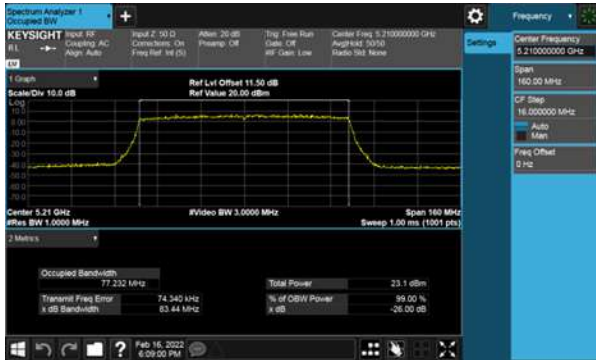 Spectrum Analyzer 1
Occupied BW
Frequency
KEYSIGHT
Input: RF
Coupling: AC
Align: Auto
Input Z: 50 Ω
Corrections: On
Freq Ref: Int (S)
Atten: 20 dB
Preamp: Off
Trig: Free Run
Gate: Off
#IF Gain: Low
Center Freq: 5.210000000 GHz
Avg|Hold: 50/50
Radio Std: None
Settings
Center Frequency
5.210000000 GHz
Span
160.00 MHz
CF Step
16.000000 MHz
Auto
Man
Freq Offset
0 Hz
1 Graph
Scale/Div 10.0 dB
Ref Lvl Offset 11.50 dB
Ref Value 20.00 dBm
Log
Center 5.21 GHz
#Res BW 1.0000 MHz
#Video BW 3.0000 MHz
Span 160 MHz
Sweep 1.00 ms (1001 pts)
2 Metrics
Occupied Bandwidth
77.232 MHz
Total Power
23.1 dBm
Transmit Freq Error
74.340 kHz
% of OBW Power
99.00 %
x dB Bandwidth
83.44 MHz
x dB
-26.00 dB
Feb 16, 2022
6:09:00 PM